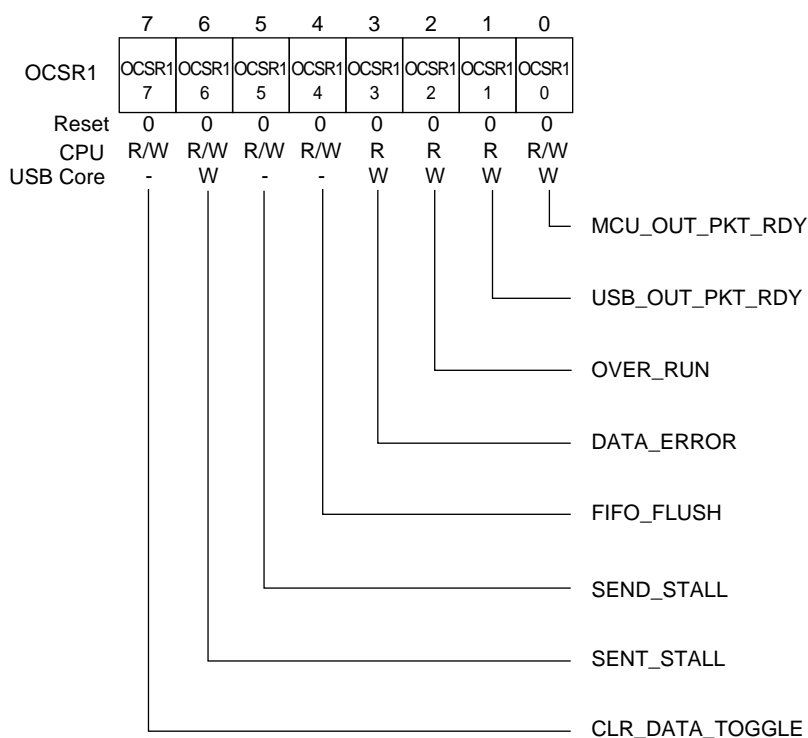 7 6 5 4 3 2 1 0
OCSR1 OCSR1 OCSR1 OCSR1 OCSR1 OCSR1 OCSR1 OCSR1 OCSR1
7 6 5 4 3 2 1 0
Reset 0 0 0 0 0 0 0 0
CPU R/W R/W R/W R/W R R R R/W
USB Core - W - - W W W W
MCU_OUT_PKT_RDY
USB_OUT_PKT_RDY
OVER_RUN
DATA_ERROR
FIFO_FLUSH
SEND_STALL
SENT_STALL
CLR_DATA_TOGGLE